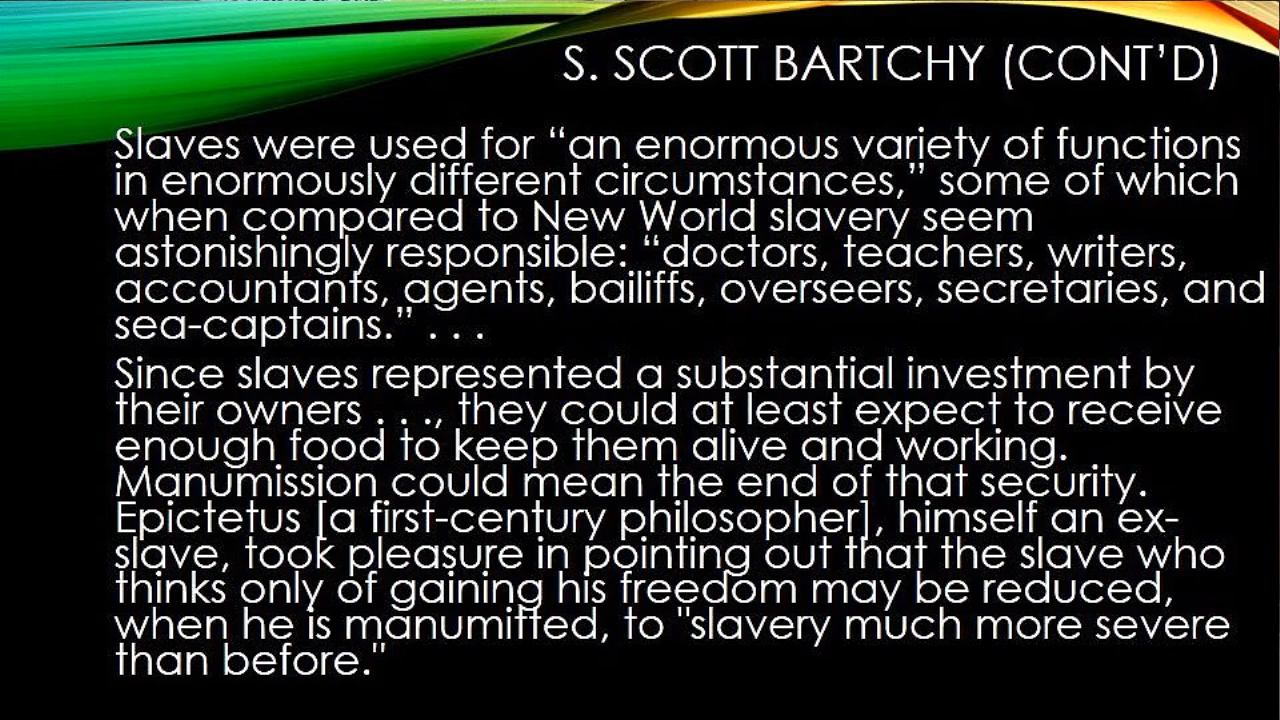 S. SCOTT BARTCHY (CONT’D)
Slaves were used for “an enormous variety of functions
in enormously different circumstances,” some of which
when compared to New World slavery seem
astonishingly responsible: “doctors, teachers, writers,
accountants, agents, bailiffs, overseers, secretaries, and
sea-captains.” . . .
Since slaves represented a substantial investment by
their owners . . ., they could at least expect to receive
enough food to keep them alive and working.
Manumission could mean the end of that security.
Epictetus [a first-century philosopher], himself an ex-
slave, took pleasure in pointing out that the slave who
thinks only of gaining his freedom may be reduced,
when he is manumitted, to "slavery much more severe
than before."